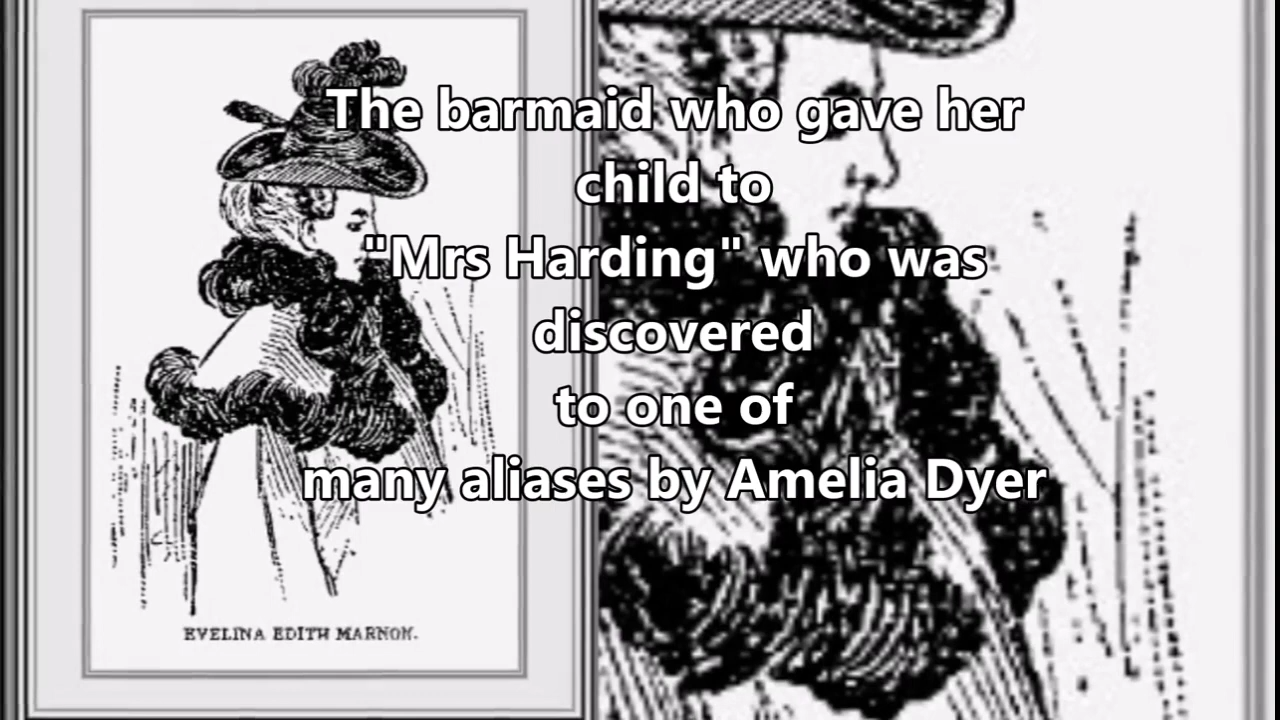 The barmaid who gave her
child to
"Mrs Harding" who was
discovered
to one of
many aliases by Amelia Dyer
EVELINA EDITH MARNON.